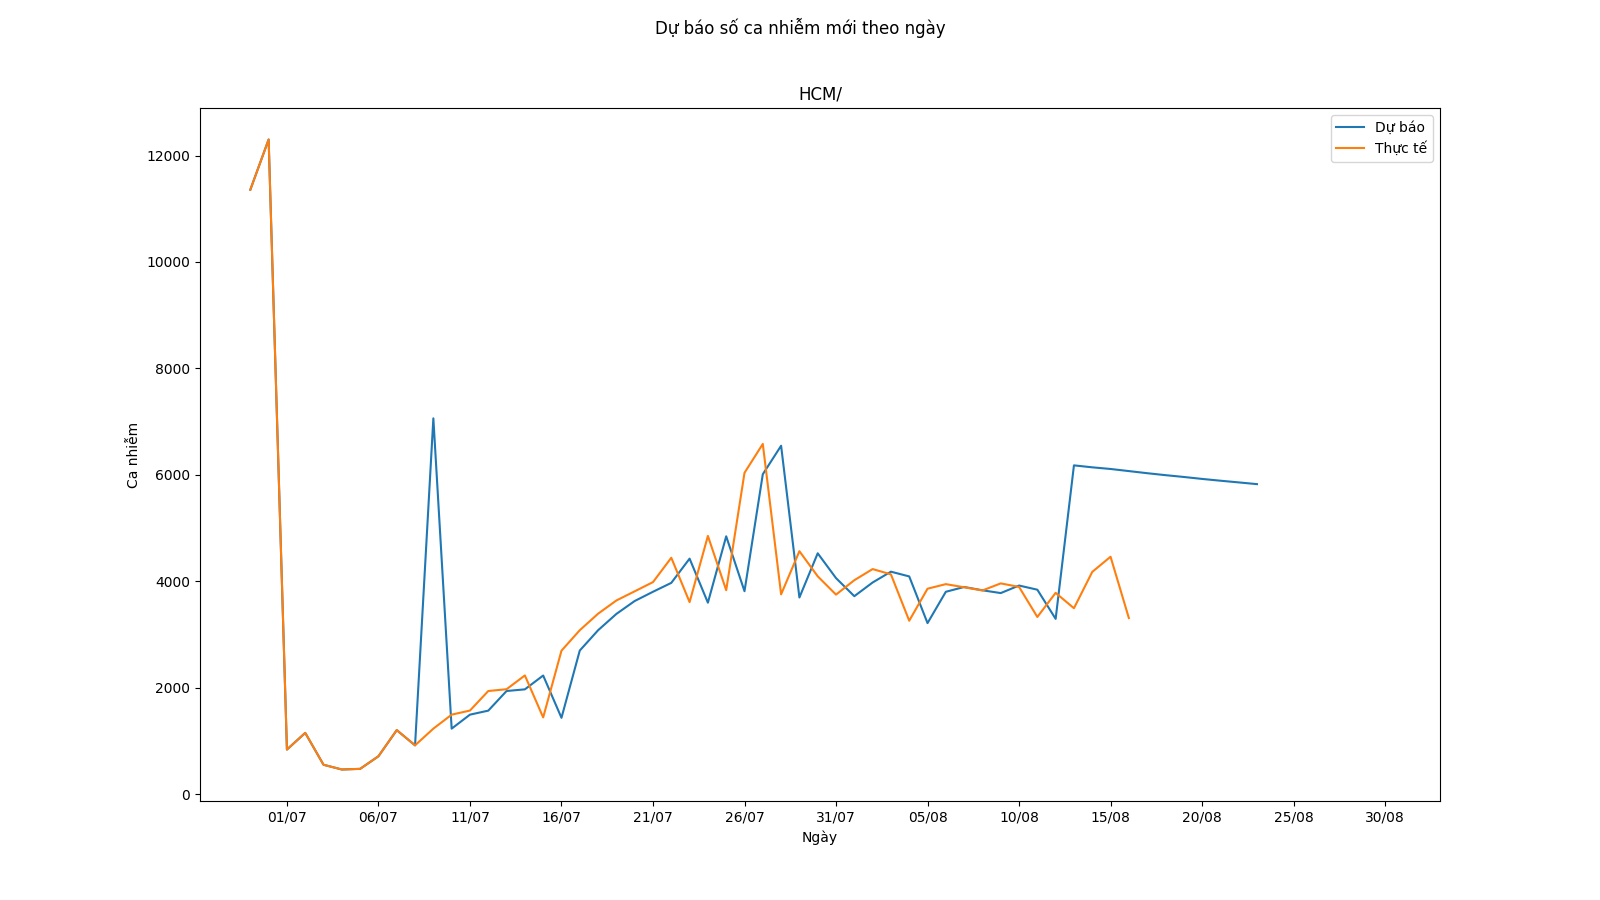 Dự báo số ca nhiễm mới theo ngày
HCM/
Dự báo
Thực tế
12000
10000
8000
6000
4000
2000
0
Ca nhiễm
01/07 06/07 11/07 16/07 21/07 26/07 31/07 05/08 10/08 15/08 20/08 25/08 30/08
Ngày